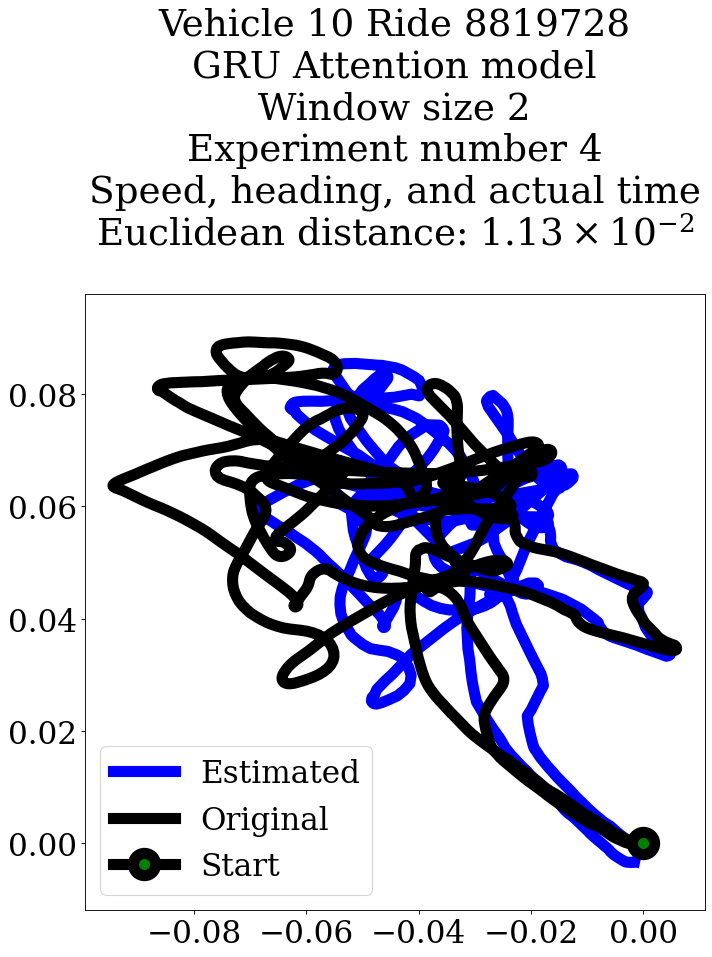 Vehicle 10 Ride 8819728
GRU Attention model
Window size 2
Experiment number 4
Speed, heading, and actual time
Euclidean distance: 1.13 × 10⁻²
0.08
0.06
0.04
0.02
0.00
Estimated
Original
Start
−0.08 −0.06 −0.04 −0.02 0.00